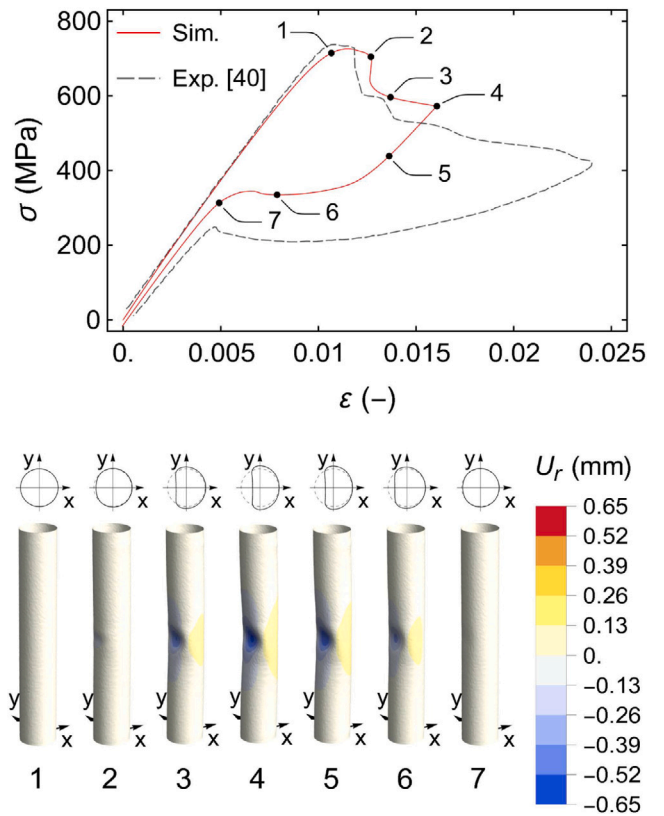 800
600
400
200
0
σ (MPa)
Sim.
Exp. [40]
1
2
3
4
5
6
7
0.
0.005
0.010
0.015
0.020
0.025
ε (–)
y y y y y y y
x x x x x x x
y y y y y y y
x x x x x x x
1 2 3 4 5 6 7
U_r (mm)
0.65
0.52
0.39
0.26
0.13
0.
−0.13
−0.26
−0.39
−0.52
−0.65